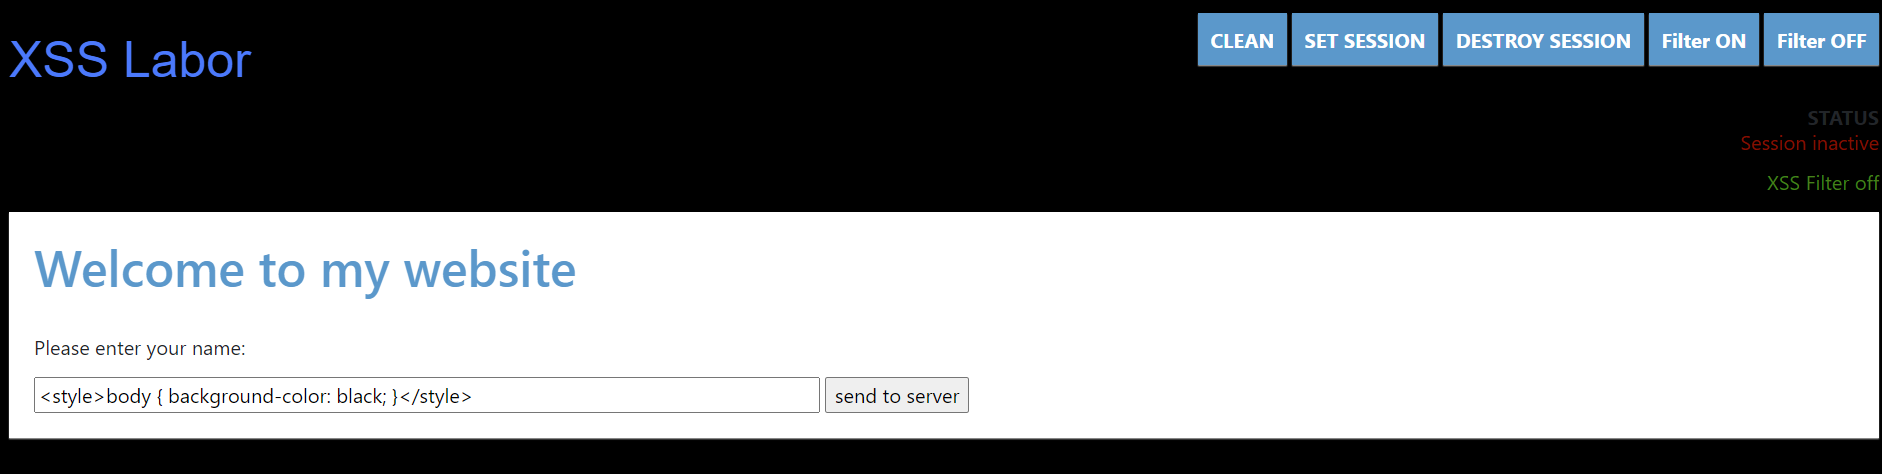 XSS Labor
CLEAN
SET SESSION
DESTROY SESSION
Filter ON
Filter OFF
STATUS
Session inactive
XSS Filter off
Welcome to my website
Please enter your name:
<style>body { background-color: black; }</style>
send to server